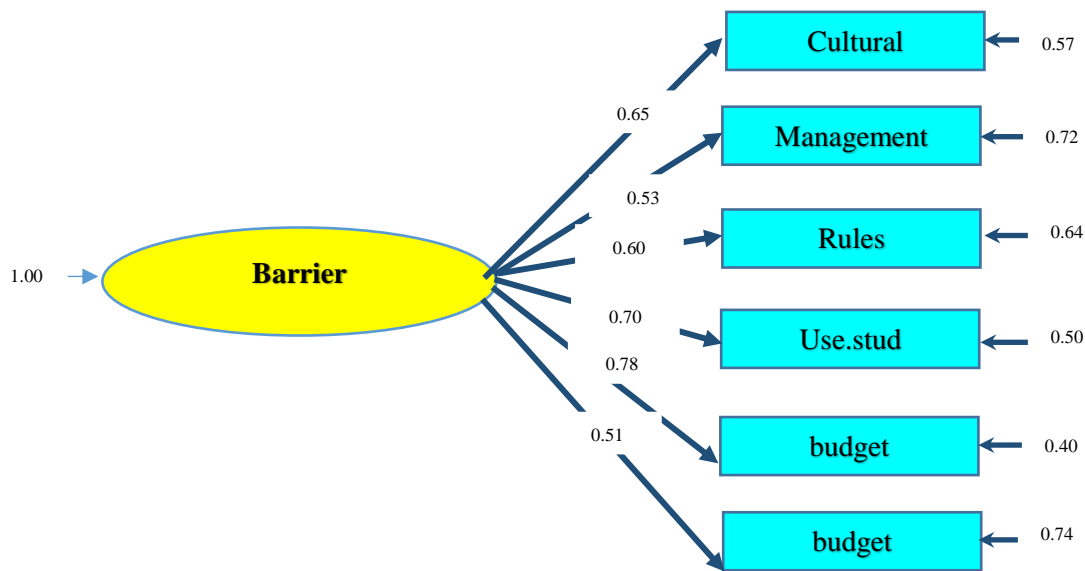 Cultural
0.57
0.65
Management
0.72
0.53
Rules
0.64
0.60
1.00
Barrier
0.70
Use.stud
0.50
0.78
budget
0.40
0.51
budget
0.74